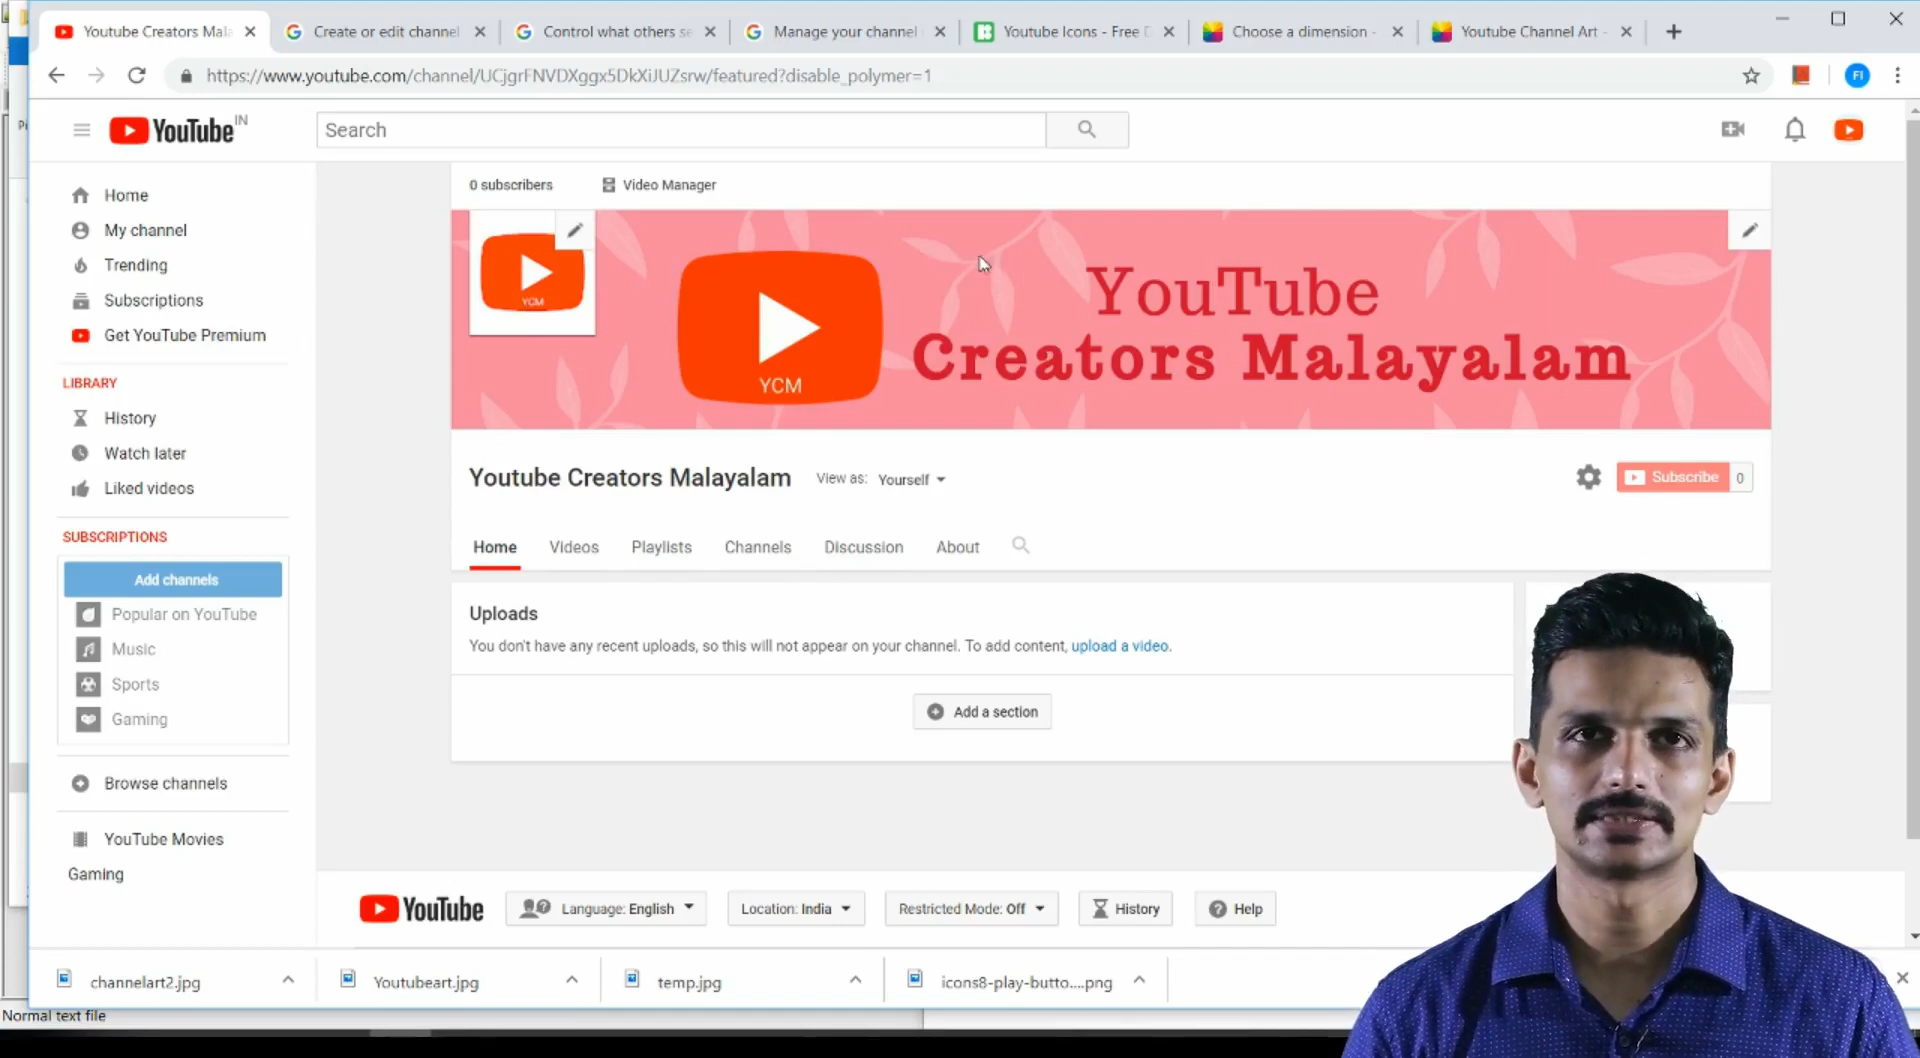 Youtube Creators Mala
Create or edit channel
Control what others se
Manage your channel
Youtube Icons - Free D
Choose a dimension -
Youtube Channel Art -
https://www.youtube.com/channel/UCjgrFNVDXggx5DkXiJUZsrw/featured?disable_polymer=1
FI
YouTube IN
Search
0 subscribers
Video Manager
Home
My channel
Trending
Subscriptions
Get YouTube Premium
LIBRARY
History
Watch later
Liked videos
SUBSCRIPTIONS
Add channels
Popular on YouTube
Music
Sports
Gaming
Browse channels
YouTube Movies
Gaming
YCM
YCM
YouTube
Creators Malayalam
Youtube Creators Malayalam
View as: Yourself
Subscribe 0
Home Videos Playlists Channels Discussion About
Uploads
You don't have any recent uploads, so this will not appear on your channel. To add content, upload a video.
Add a section
YouTube
Language: English
Location: India
Restricted Mode: Off
History
Help
channelart2.jpg
Youtubeart.jpg
temp.jpg
icons8-play-butto....png
Normal text file